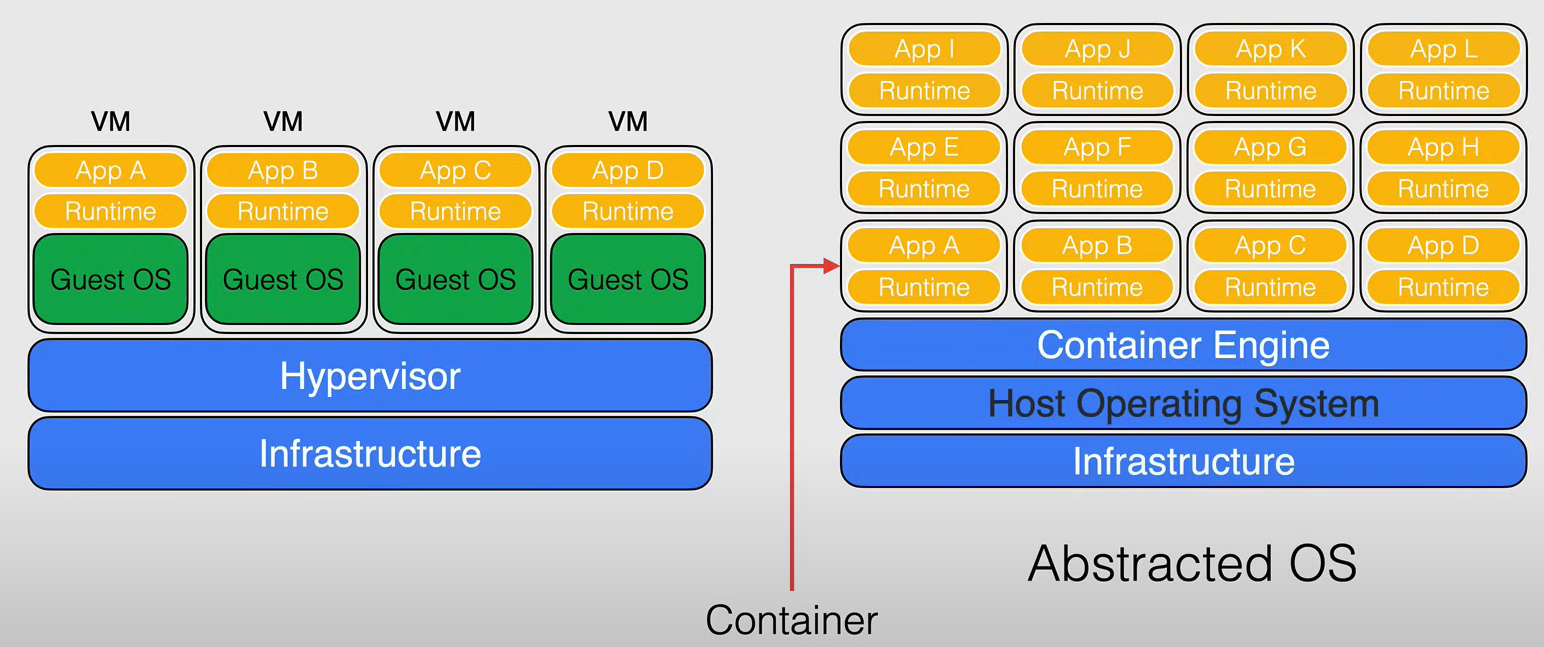 VM
VM
VM
VM
App A
App B
App C
App D
Runtime
Runtime
Runtime
Runtime
Guest OS
Guest OS
Guest OS
Guest OS
Hypervisor
Infrastructure
App I
App J
App K
App L
Runtime
Runtime
Runtime
Runtime
App E
App F
App G
App H
Runtime
Runtime
Runtime
Runtime
App A
App B
App C
App D
Runtime
Runtime
Runtime
Runtime
Container Engine
Host Operating System
Infrastructure
Abstracted OS
Container